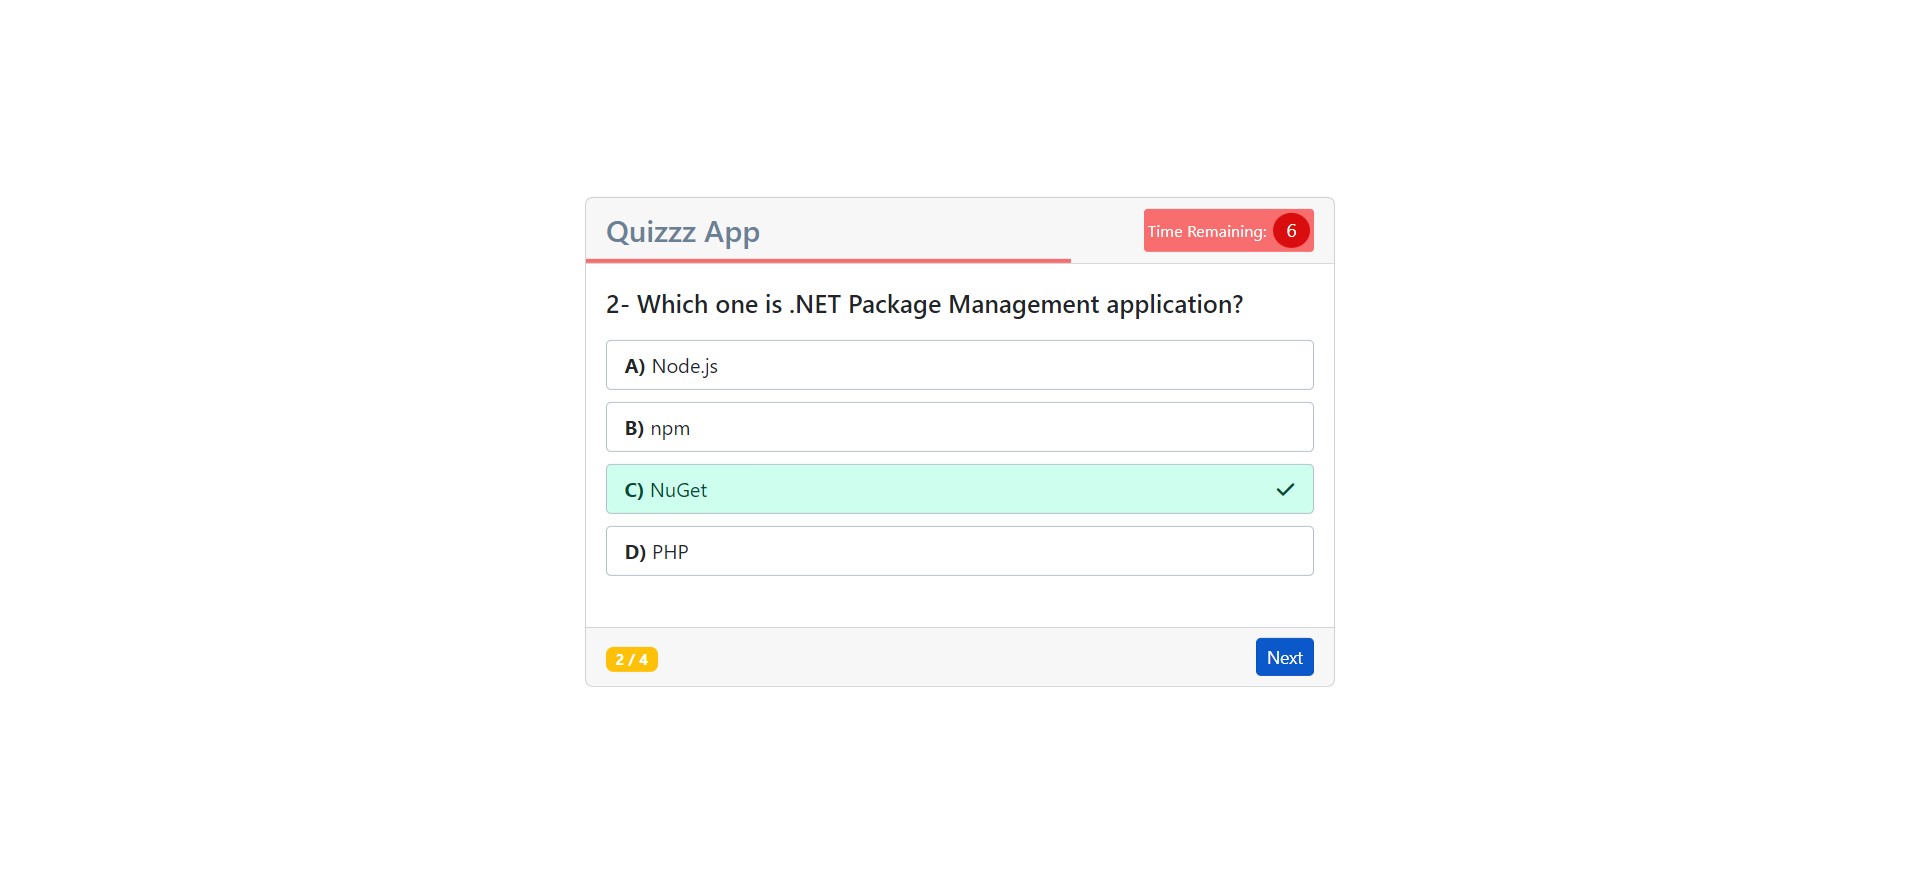 Quizzz App
Time Remaining: 6
2- Which one is .NET Package Management application?
A) Node.js
B) npm
C) NuGet
D) PHP
2 / 4
Next